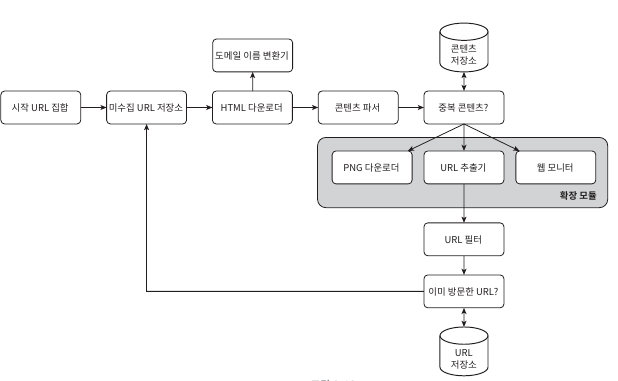 콘텐츠
저장소
도메일 이름 변환기
시작 URL 집합
미수집 URL 저장소
HTML 다운로더
콘텐츠 파서
중복 콘텐츠?
PNG 다운로더
URL 추출기
웹 모니터
확장 모듈
URL 필터
이미 방문한 URL?
URL
저장소